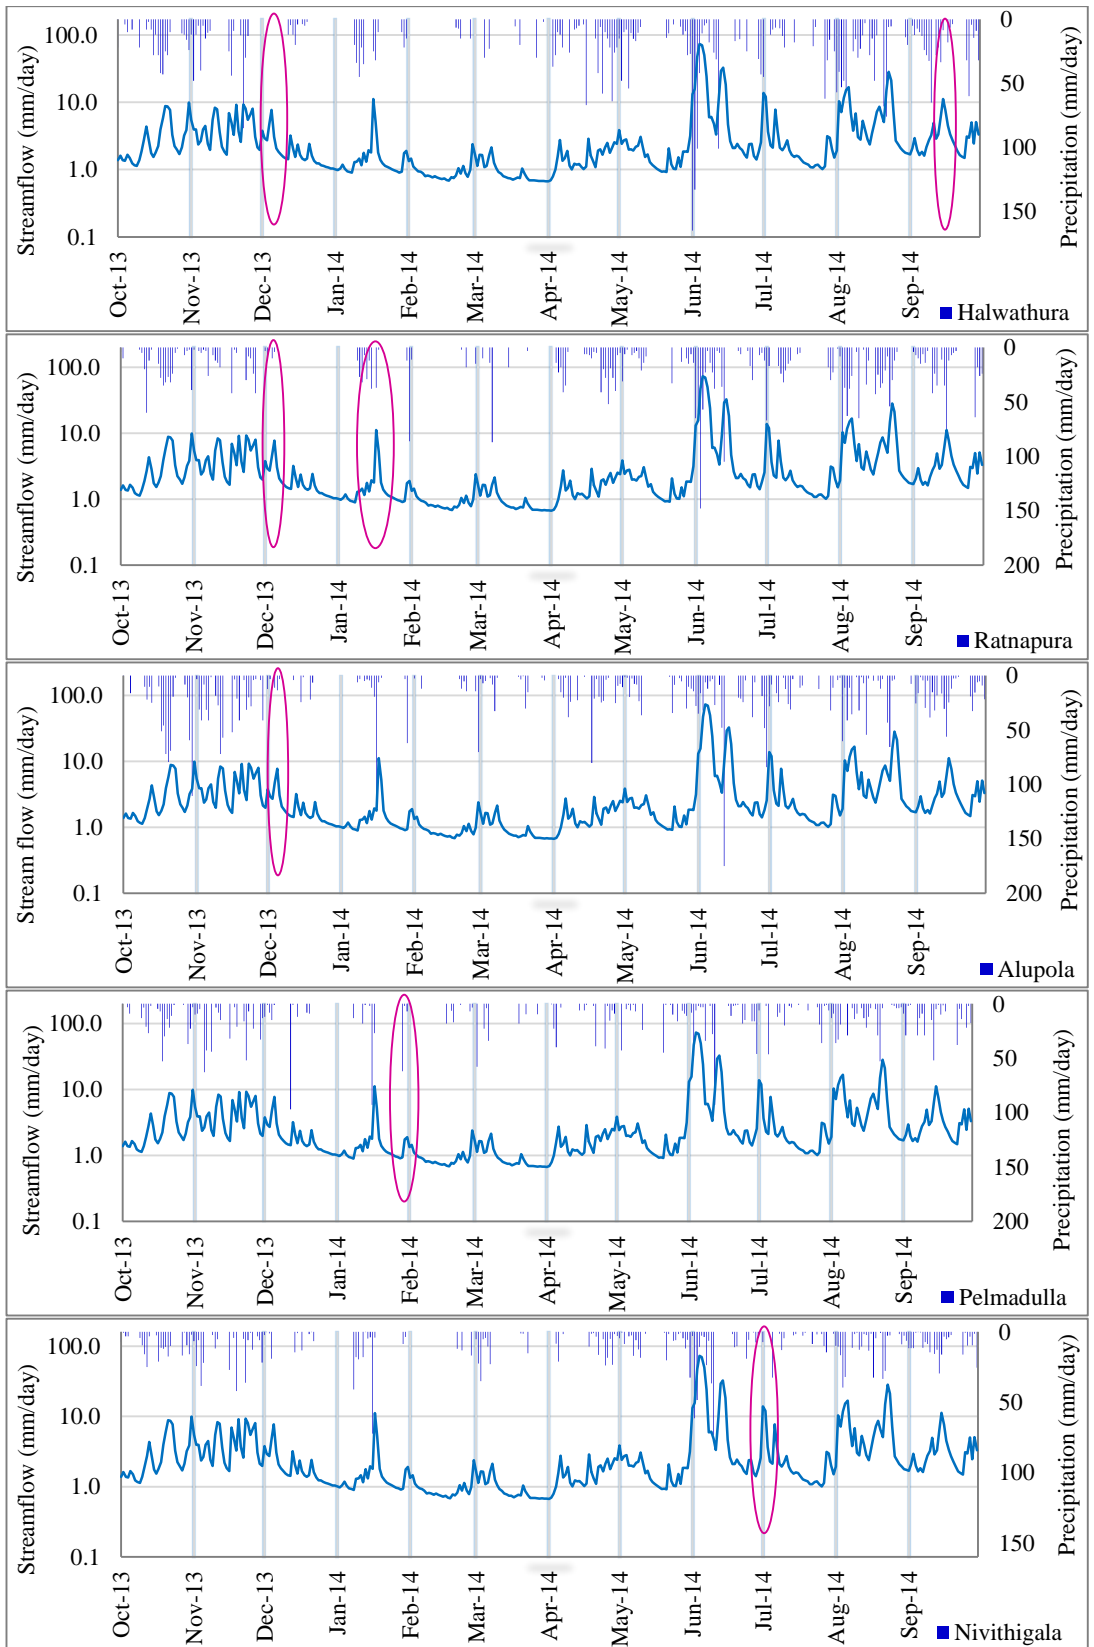 Streamflow (mm/day)
100.0
10.0
1.0
0.1
0
50
100
150
Precipitation (mm/day)
Oct-13
Nov-13
Dec-13
Jan-14
Feb-14
Mar-14
Apr-14
May-14
Jun-14
Jul-14
Aug-14
Sep-14
Halwathura
Streamflow (mm/day)
100.0
10.0
1.0
0.1
0
50
100
150
200
Precipitation (mm/day)
Oct-13
Nov-13
Dec-13
Jan-14
Feb-14
Mar-14
Apr-14
May-14
Jun-14
Jul-14
Aug-14
Sep-14
Ratnapura
Stream flow (mm/day)
100.0
10.0
1.0
0.1
0
50
100
150
200
Precipitation (mm/day)
Oct-13
Nov-13
Dec-13
Jan-14
Feb-14
Mar-14
Apr-14
May-14
Jun-14
Jul-14
Aug-14
Sep-14
Alupola
Streamflow (mm/day)
100.0
10.0
1.0
0.1
0
50
100
150
200
Precipitation (mm/day)
Oct-13
Nov-13
Dec-13
Jan-14
Feb-14
Mar-14
Apr-14
May-14
Jun-14
Jul-14
Aug-14
Sep-14
Pelmadulla
Streamflow (mm/day)
100.0
10.0
1.0
0.1
0
50
100
150
Precipitation (mm/day)
Oct-13
Nov-13
Dec-13
Jan-14
Feb-14
Mar-14
Apr-14
May-14
Jun-14
Jul-14
Aug-14
Sep-14
Nivithigala